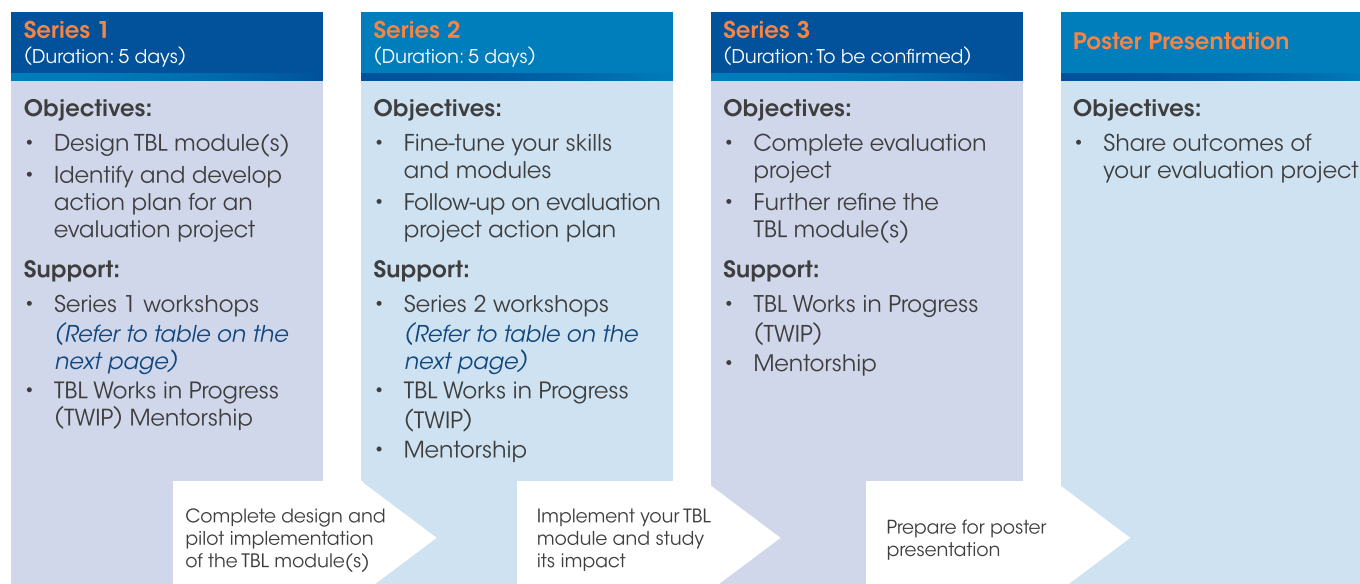 Series 1
(Duration: 5 days)
Objectives:
• Design TBL module(s)
• Identify and develop
action plan for an
evaluation project
Support:
• Series 1 workshops
(Refer to table on the
next page)
• TBL Works in Progress
(TWIP) Mentorship
Complete design and
pilot implementation
of the TBL module(s)
Series 2
(Duration: 5 days)
Objectives:
• Fine-tune your skills
and modules
• Follow-up on evaluation
project action plan
Support:
• Series 2 workshops
(Refer to table on the
next page)
• TBL Works in Progress
(TWIP)
• Mentorship
Implement your TBL
module and study
its impact
Series 3
(Duration: To be confirmed)
Objectives:
• Complete evaluation
project
• Further refine the
TBL module(s)
Support:
• TBL Works in Progress
(TWIP)
• Mentorship
Prepare for poster
presentation
Poster Presentation
Objectives:
• Share outcomes of
your evaluation project